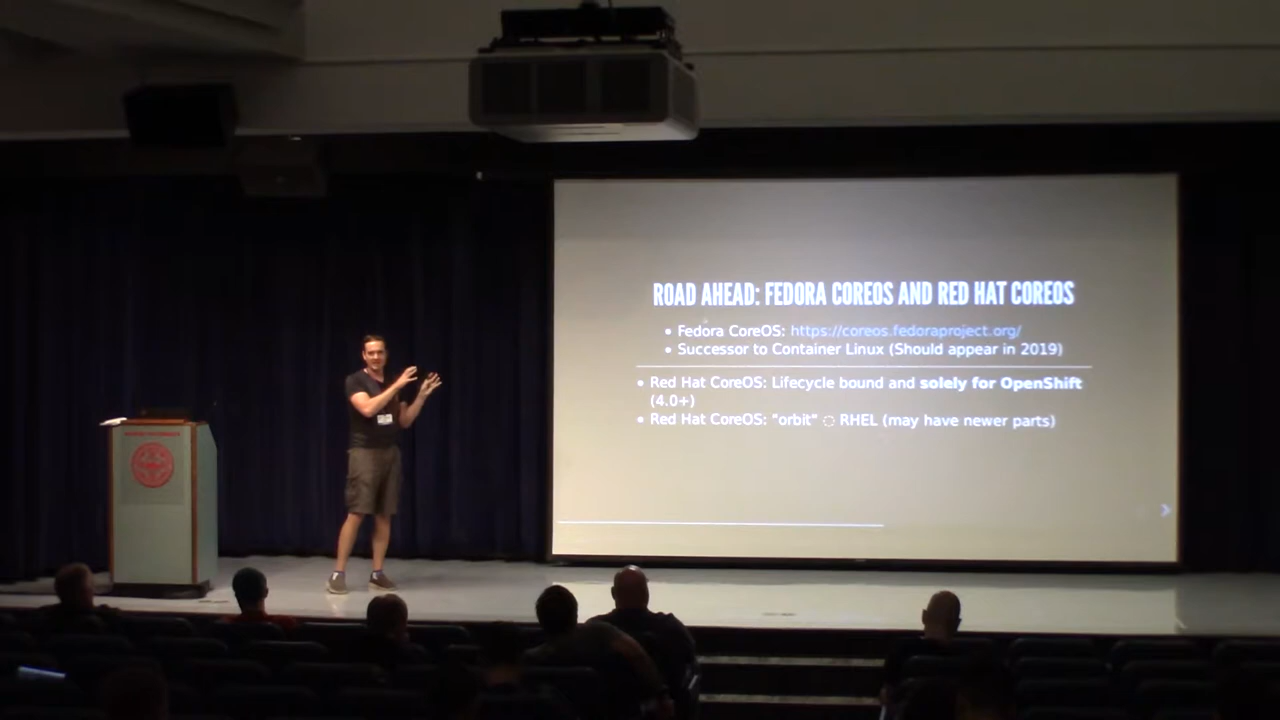 ROAD AHEAD: FEDORA COREOS AND RED HAT COREOS
• Fedora CoreOS: https://coreos.fedoraproject.org/
• Successor to Container Linux (Should appear in 2019)
• Red Hat CoreOS: Lifecycle bound and solely for OpenShift
(4.0+)
• Red Hat CoreOS: "orbit" ◌ RHEL (may have newer parts)